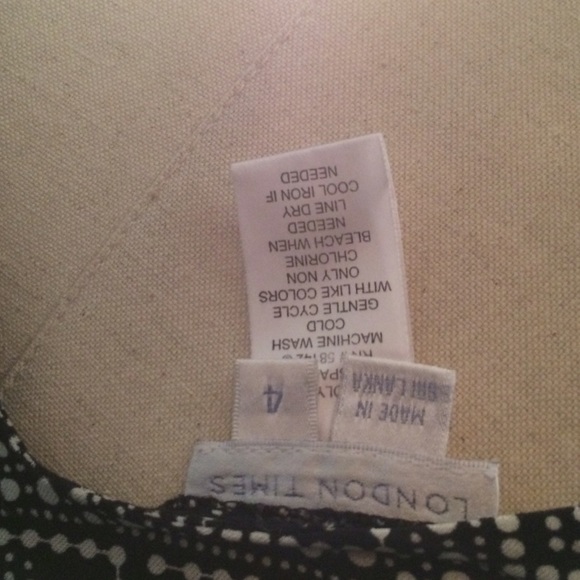 LONDON TIMES
4
MADE IN
SRI LANKA
MACHINE WASH
COLD
GENTLE CYCLE
WITH LIKE COLORS
ONLY NON
CHLORINE
BLEACH WHEN
NEEDED
LINE DRY
COOL IRON IF
NEEDED